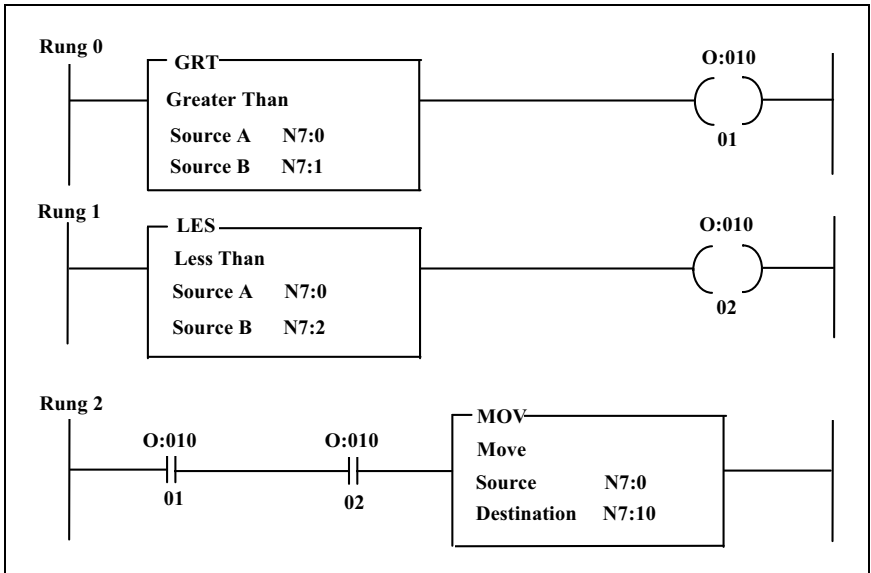 Rung 0
GRT
O:010
Greater Than
Source A N7:0
Source B N7:1
01
Rung 1
LES
O:010
Less Than
Source A N7:0
Source B N7:2
02
Rung 2
MOV
O:010 O:010
Move
Source N7:0
01 02
Destination N7:10